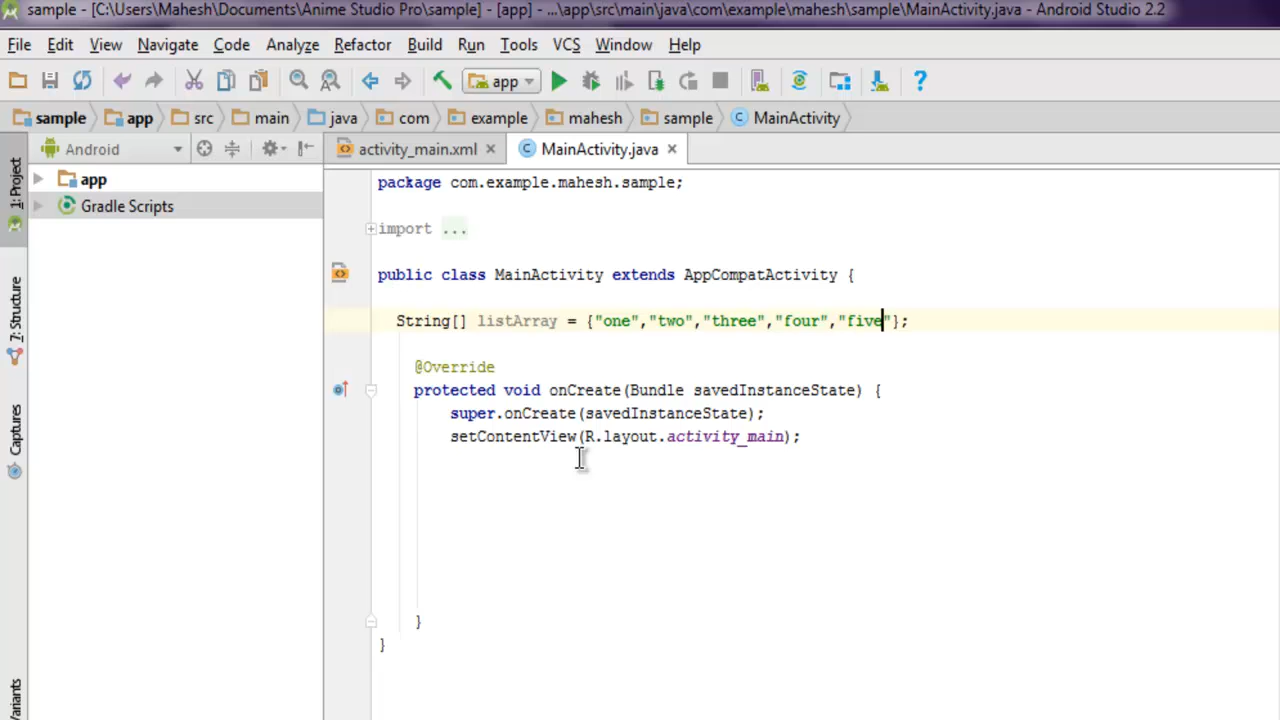 sample - [C:\Users\Mahesh\Documents\Anime Studio Pro\sample] - [app] - ...\app\src\main\java\com\example\mahesh\sample\MainActivity.java - Android Studio 2.2
File Edit View Navigate Code Analyze Refactor Build Run Tools VCS Window Help
app
sample app src main java com example mahesh sample MainActivity
Android
activity_main.xml MainActivity.java
1: Project
7: Structure
Captures
Variants
app
Gradle Scripts
package com.example.mahesh.sample;
import ...
public class MainActivity extends AppCompatActivity {
String[] listArray = {"one","two","three","four","five"};
@Override
protected void onCreate(Bundle savedInstanceState) {
super.onCreate(savedInstanceState);
setContentView(R.layout.activity_main);
}
}